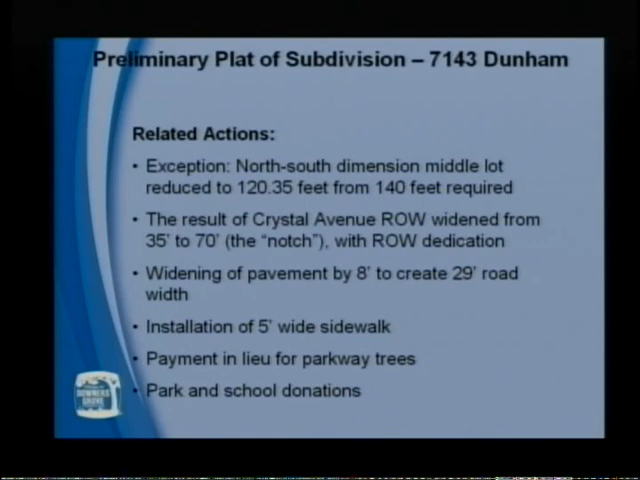 Preliminary Plat of Subdivision – 7143 Dunham
Related Actions:
• Exception: North-south dimension middle lot
reduced to 120.35 feet from 140 feet required
• The result of Crystal Avenue ROW widened from
35’ to 70’ (the “notch”), with ROW dedication
• Widening of pavement by 8’ to create 29’ road
width
• Installation of 5’ wide sidewalk
• Payment in lieu for parkway trees
• Park and school donations
DOWNERS
GROVE